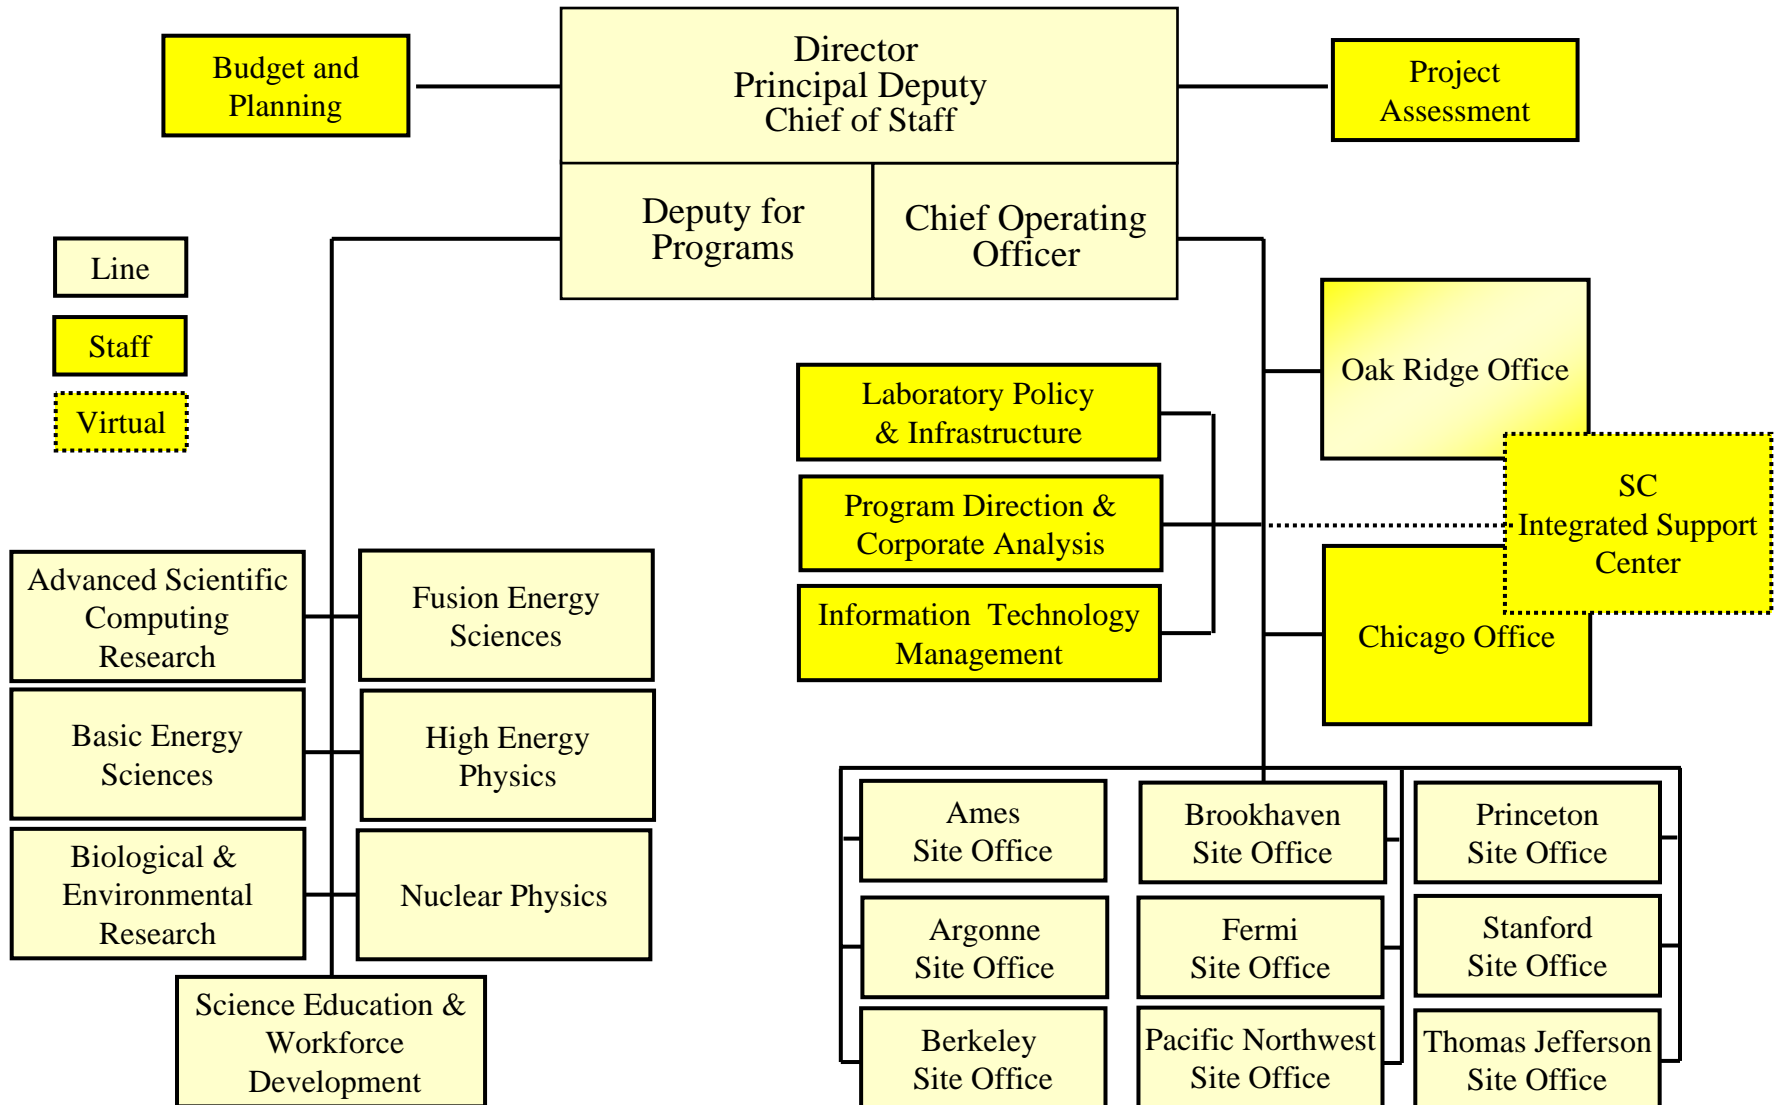 Budget and
Planning
Director
Principal Deputy
Chief of Staff
Project
Assessment
Deputy for
Programs
Chief Operating
Officer
Line
Staff
Virtual
Oak Ridge Office
Laboratory Policy
& Infrastructure
Program Direction &
Corporate Analysis
Information Technology
Management
SC
Integrated Support
Center
Chicago Office
Advanced Scientific
Computing
Research
Fusion Energy
Sciences
Basic Energy
Sciences
High Energy
Physics
Biological &
Environmental
Research
Nuclear Physics
Science Education &
Workforce
Development
Ames
Site Office
Brookhaven
Site Office
Princeton
Site Office
Argonne
Site Office
Fermi
Site Office
Stanford
Site Office
Berkeley
Site Office
Pacific Northwest
Site Office
Thomas Jefferson
Site Office